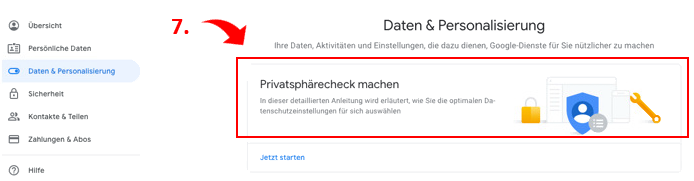 Übersicht
Persönliche Daten
Daten & Personalisierung
Sicherheit
Kontakte & Teilen
Zahlungen & Abos
Hilfe
7.
Daten & Personalisierung
Ihre Daten, Aktivitäten und Einstellungen, die dazu dienen, Google-Dienste für Sie nützlicher zu machen
Privatsphärecheck machen
In dieser detaillierten Anleitung wird erläutert, wie Sie die optimalen Da-
tenschutzeinstellungen für sich auswählen
Jetzt starten